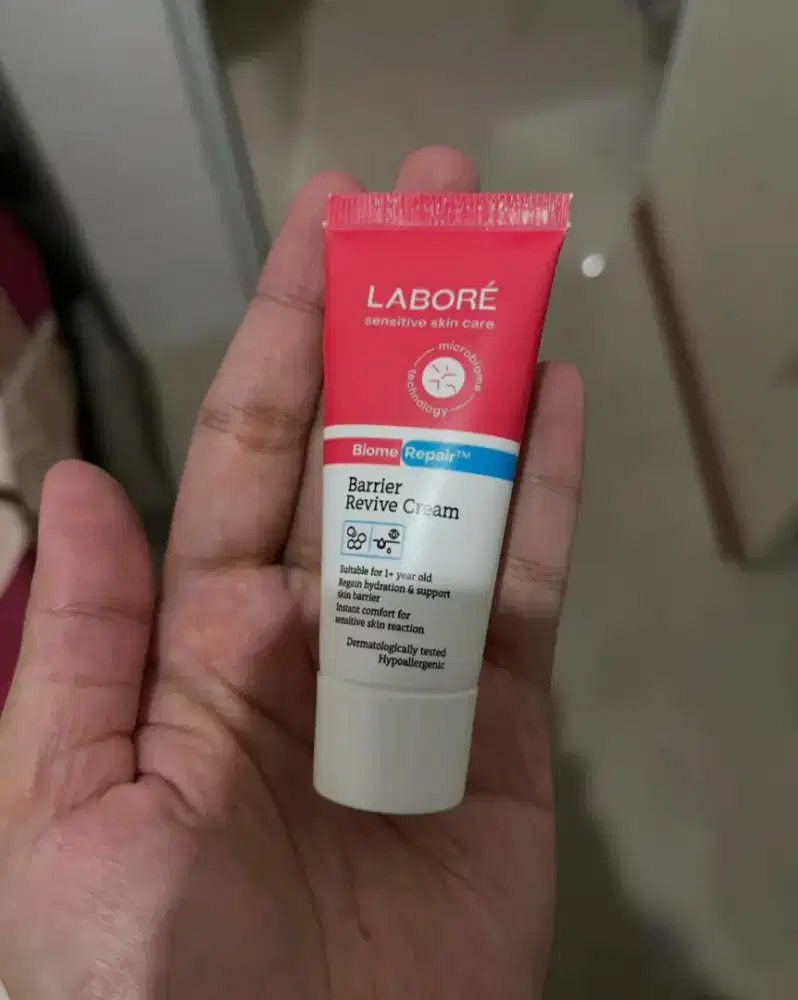 LABORÉ
sensitive skin care
microbiome
technology
Biome Repair™
Barrier
Revive Cream
Suitable for 1+ year old
Regain hydration & support
skin barrier
Instant comfort for
sensitive skin reaction
Dermatologically tested
Hypoallergenic